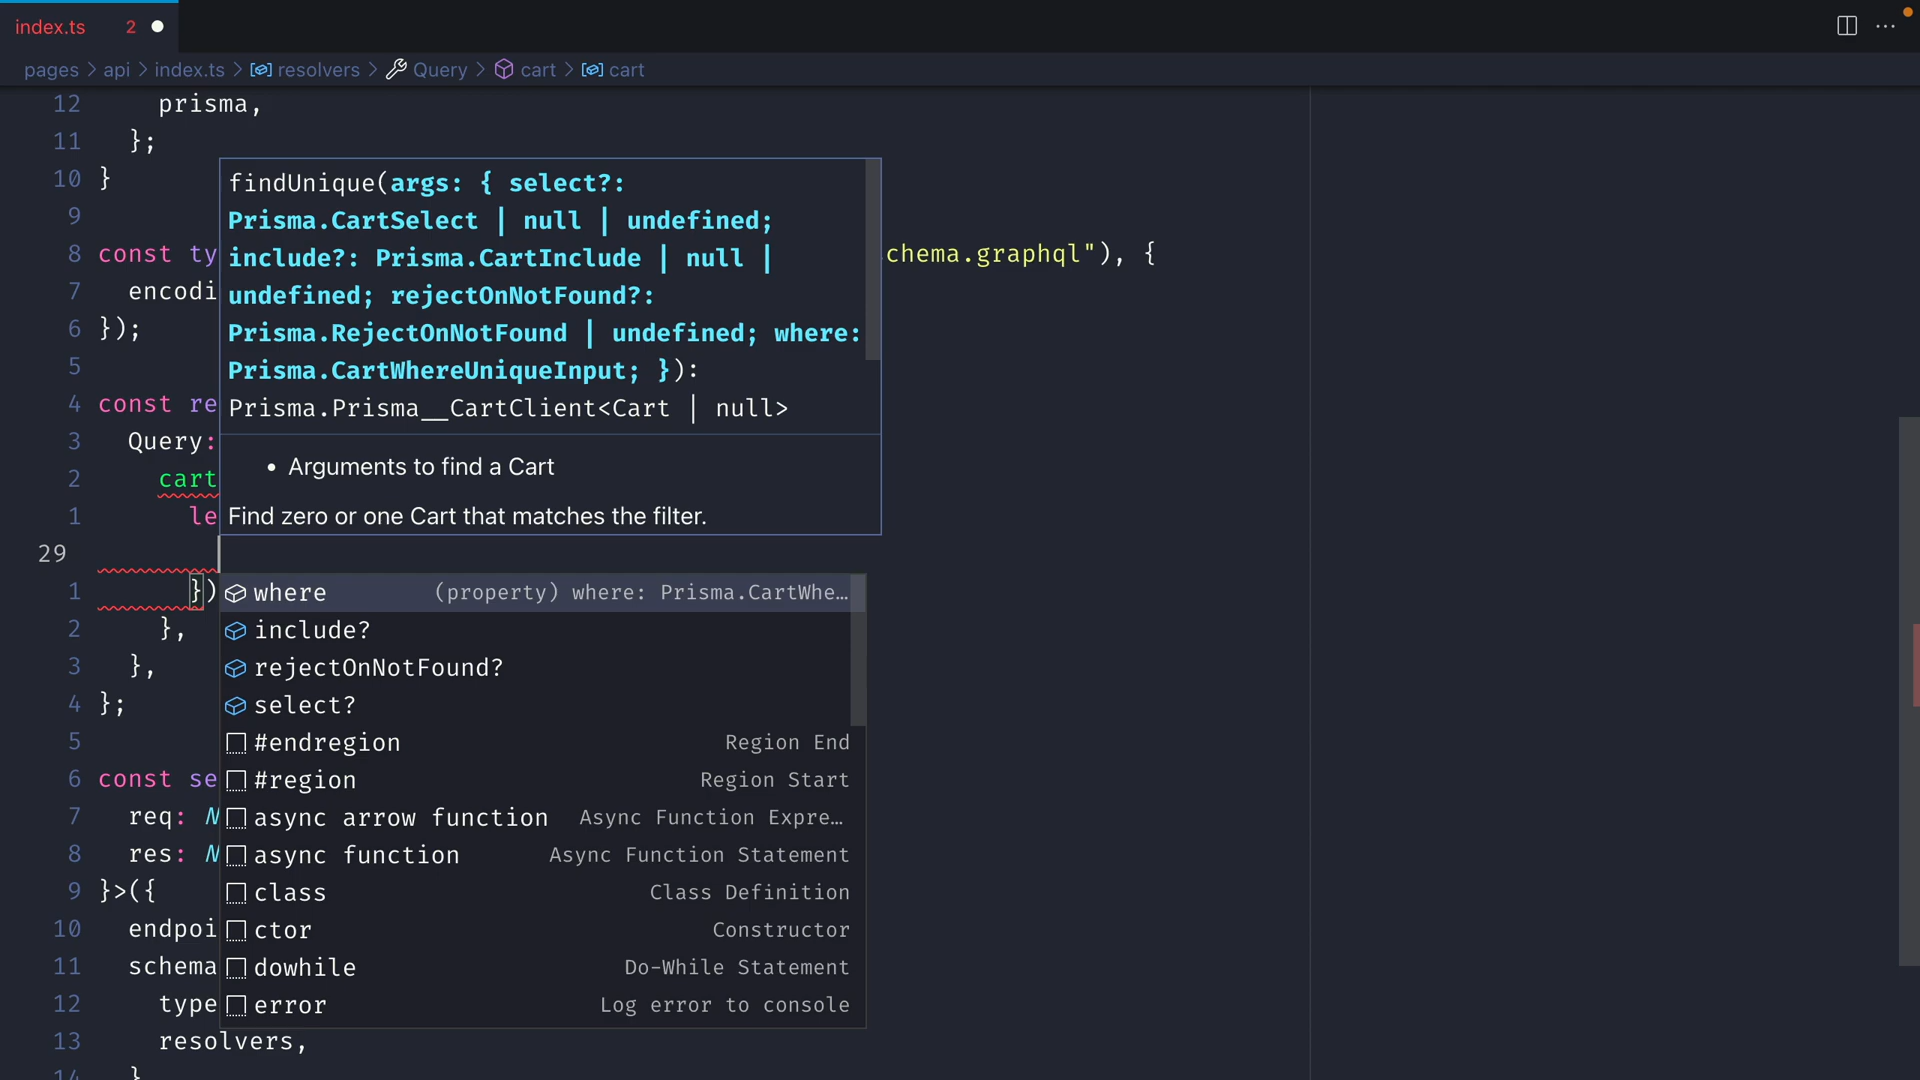 index.ts 2
pages > api > index.ts > resolvers > Query > cart > cart
12 prisma,
11 };
10 }
9
8 const ty chema.graphql"), {
7 encodi
6 });
5
4 const re
3 Query:
2 cart
1 le
29
1 })
2 },
3 },
4 };
5
6 const se
7 req: N
8 res: N
9 }>({
10 endpoi
11 schema
12 type
13 resolvers,
14 }
findUnique(args: { select?:
Prisma.CartSelect | null | undefined;
include?: Prisma.CartInclude | null |
undefined; rejectOnNotFound?:
Prisma.RejectOnNotFound | undefined; where:
Prisma.CartWhereUniqueInput; }):
Prisma.Prisma__CartClient<Cart | null>
• Arguments to find a Cart
Find zero or one Cart that matches the filter.
where (property) where: Prisma.CartWhe…
include?
rejectOnNotFound?
select?
#endregion Region End
#region Region Start
async arrow function Async Function Expre…
async function Async Function Statement
class Class Definition
ctor Constructor
dowhile Do-While Statement
error Log error to console